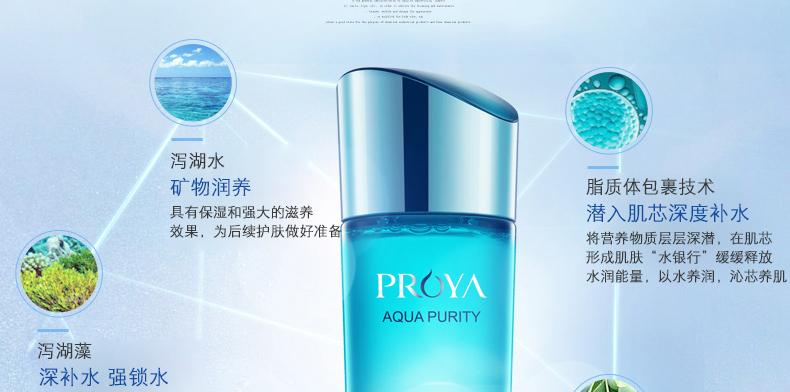 泻湖水
矿物润养
具有保湿和强大的滋养
效果，为后续护肤做好准备
脂质体包裹技术
潜入肌芯深度补水
将营养物质层层深潜，在肌芯
形成肌肤“水银行”缓缓释放
水润能量，以水养润，沁芯养肌
PROYA
AQUA PURITY
泻湖藻
深补水 强锁水